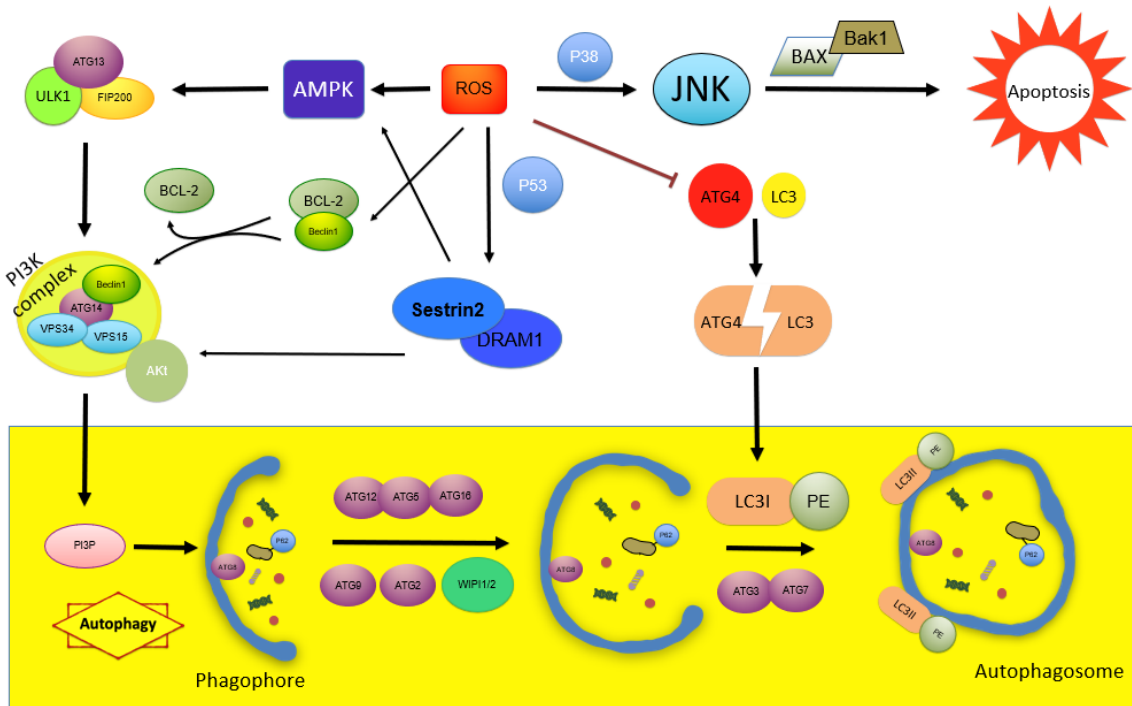 ATG13
ULK1
FIP200
AMPK
ROS
P38
JNK
BAX
Bak1
Apoptosis
BCL-2
BCL-2
Beclin1
P53
ATG4
LC3
PI3K
complex
Beclin1
ATG14
VPS34
VPS15
AKt
Sestrin2
DRAM1
ATG4
LC3
PI3P
Autophagy
ATG8
P62
Phagophore
ATG12
ATG5
ATG16
ATG9
ATG2
WIPI1/2
ATG8
P62
LC3I
PE
ATG3
ATG7
LC3II
PE
ATG8
P62
LC3II
PE
Autophagosome